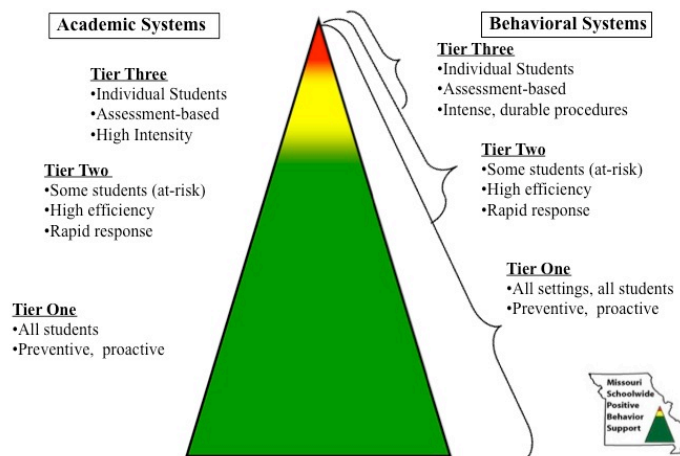 Academic Systems
Behavioral Systems
Tier Three
•Individual Students
•Assessment-based
•High Intensity
Tier Two
•Some students (at-risk)
•High efficiency
•Rapid response
Tier One
•All students
•Preventive, proactive
Tier Three
•Individual Students
•Assessment-based
•Intense, durable procedures
Tier Two
•Some students (at-risk)
•High efficiency
•Rapid response
Tier One
•All settings, all students
•Preventive, proactive
Missouri
Schoolwide
Positive
Behavior
Support